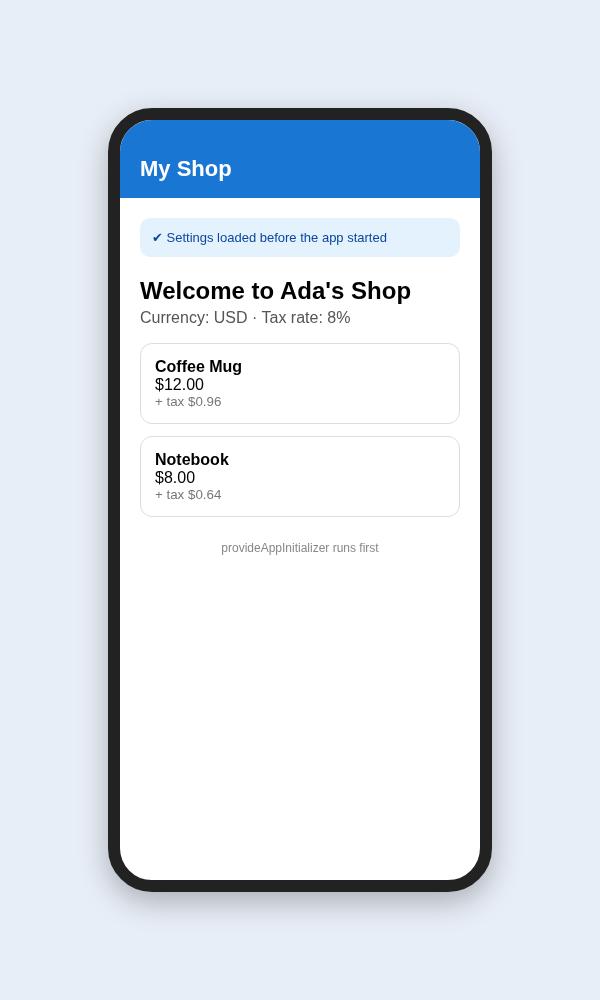 My Shop
✔ Settings loaded before the app started
Welcome to Ada's Shop
Currency: USD · Tax rate: 8%
Coffee Mug
$12.00
+ tax $0.96
Notebook
$8.00
+ tax $0.64
provideAppInitializer runs first